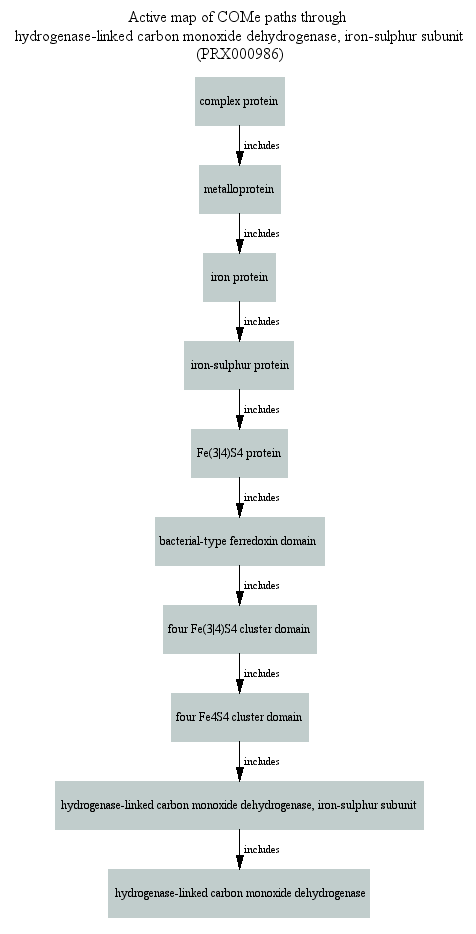 Active map of COMe paths through
hydrogenase-linked carbon monoxide dehydrogenase, iron-sulphur subunit
(PRX000986)
complex protein
includes
metalloprotein
includes
iron protein
includes
iron-sulphur protein
includes
Fe(3|4)S4 protein
includes
bacterial-type ferredoxin domain
includes
four Fe(3|4)S4 cluster domain
includes
four Fe4S4 cluster domain
includes
hydrogenase-linked carbon monoxide dehydrogenase, iron-sulphur subunit
includes
hydrogenase-linked carbon monoxide dehydrogenase